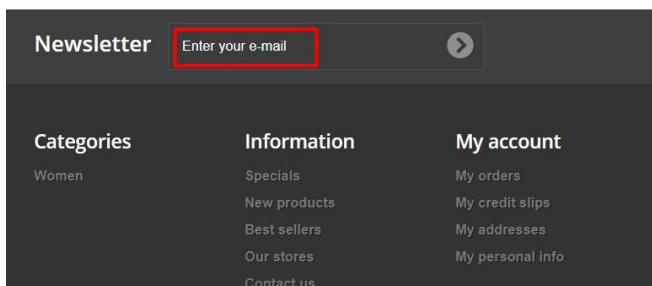 Newsletter
Enter your e-mail
Categories
Women
Information
Specials
New products
Best sellers
Our stores
Contact us
My account
My orders
My credit slips
My addresses
My personal info